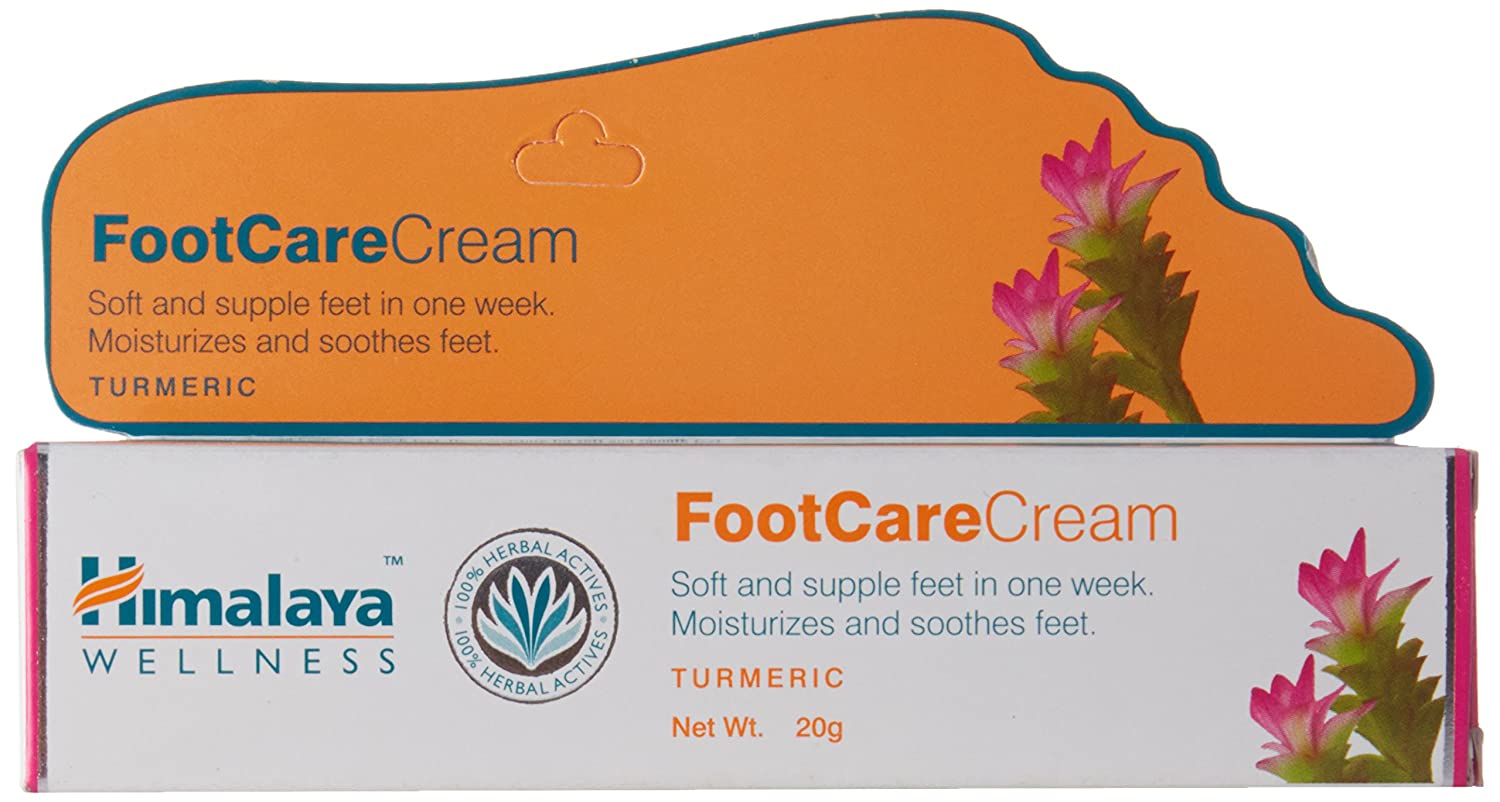 FootCareCream
Soft and supple feet in one week.
Moisturizes and soothes feet.
TURMERIC
Himalaya™
WELLNESS
100% HERBAL ACTIVES
100% HERBAL ACTIVES
FootCareCream
Soft and supple feet in one week.
Moisturizes and soothes feet.
TURMERIC
Net Wt. 20g